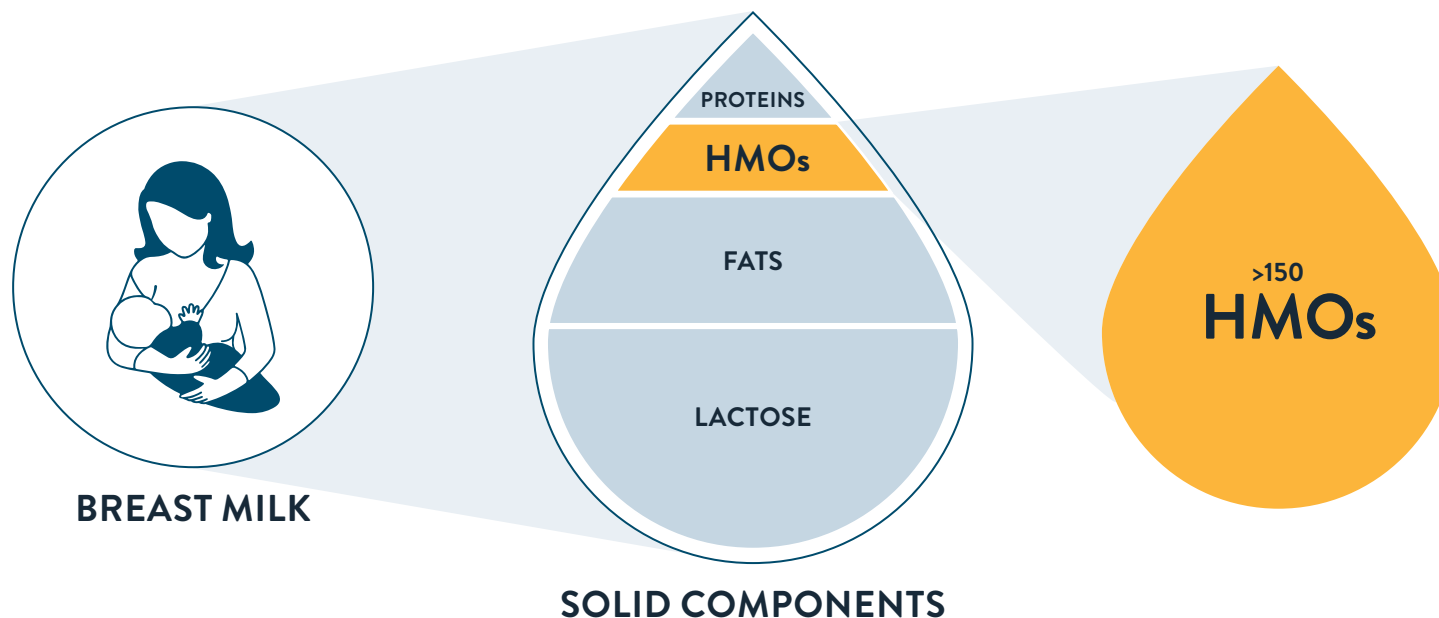 BREAST MILK
PROTEINS
HMOs
FATS
LACTOSE
SOLID COMPONENTS
>150
HMOs